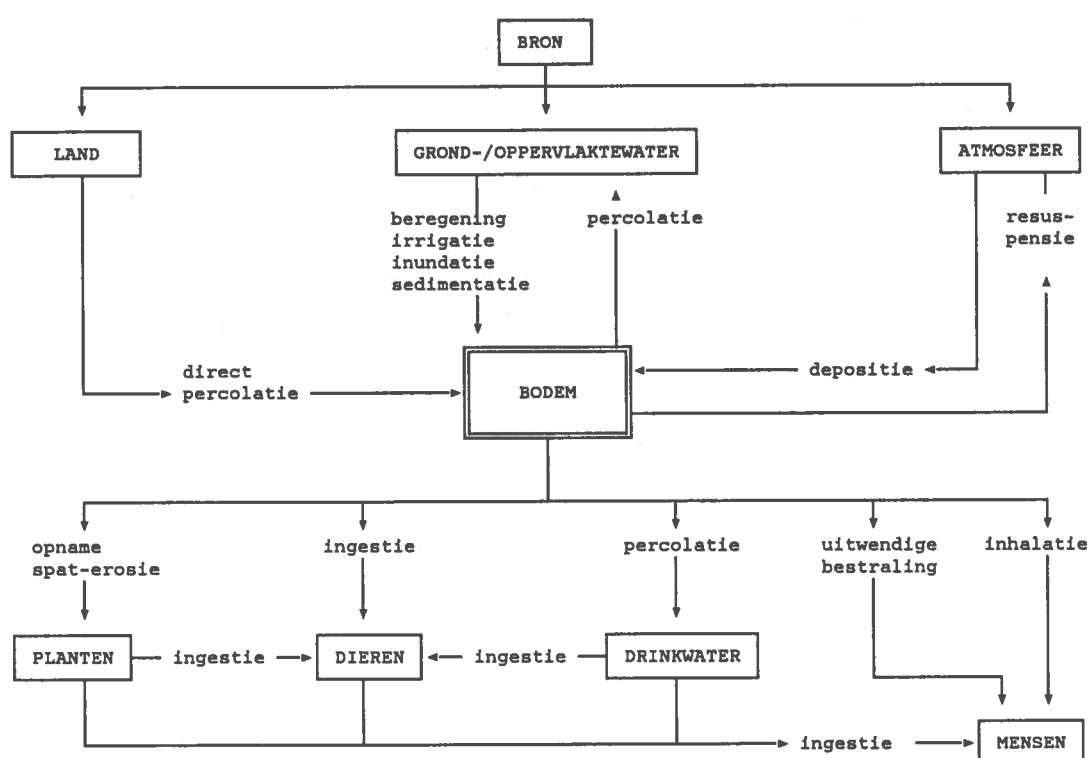 BRON
LAND
GROND-/OPPERVLAKTEWATER
ATMOSFEER
beregening
irrigatie
inundatie
sedimentatie
percolatie
resus-
pensie
direct
percolatie
BODEM
depositie
opname
spat-erosie
ingestie
percolatie
uitwendige
bestraling
inhalatie
PLANTEN
ingestie
DIEREN
ingestie
DRINKWATER
ingestie
MENSEN